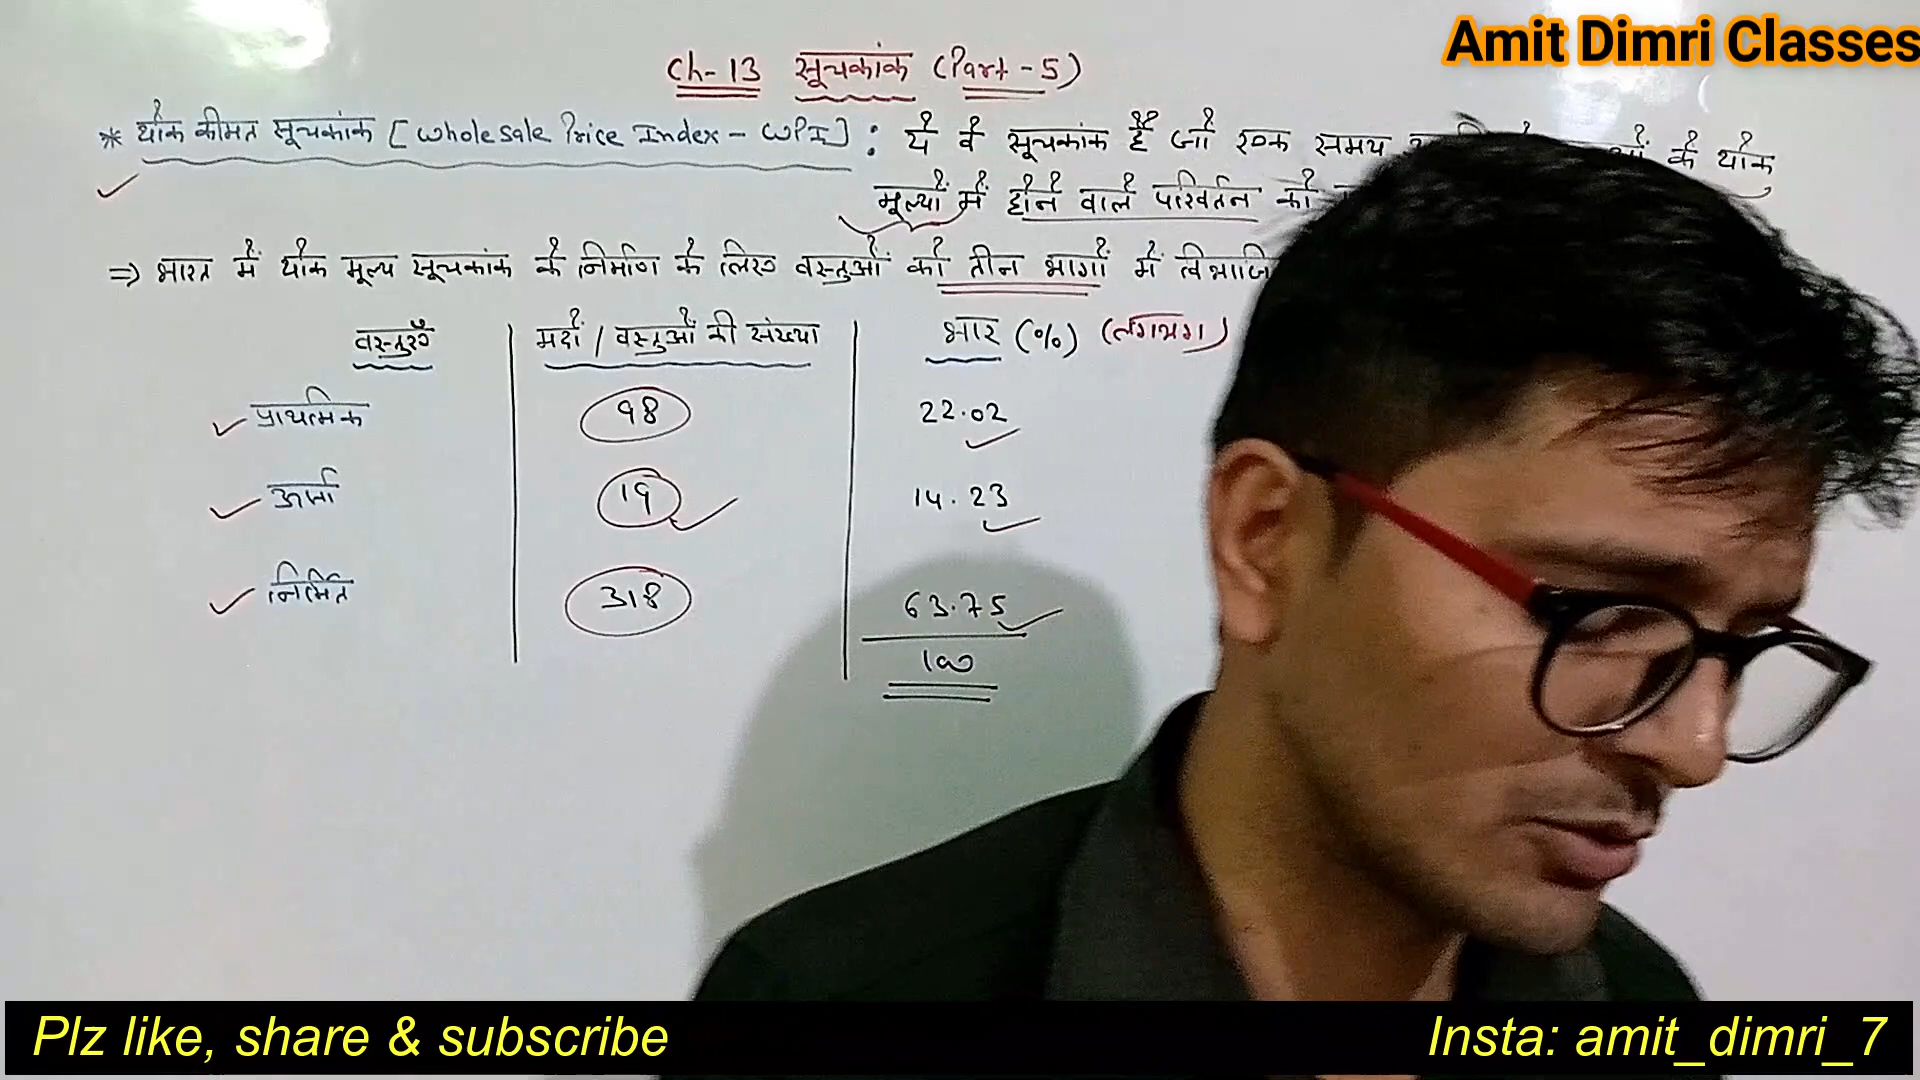 Amit Dimri Classes
Ch-13 सूचकांक (Part-5)
* थोक कीमत सूचकांक [Wholesale Price Index - WPI] : ये वे सूचकांक हैं जो एक समय के थोक
मूल्यों में होने वाले परिवर्तन को
=> भारत में थोक मूल्य सूचकांक के निर्माण के लिए वस्तुओं को तीन भागों में
वस्तुएँ मदों / वस्तुओं की संख्या भार (%) (लगभग)
प्राथमिक 98 22.02
ऊर्जा 19 14.23
निर्मित 318 63.75
100
Plz like, share & subscribe Insta: amit_dimri_7